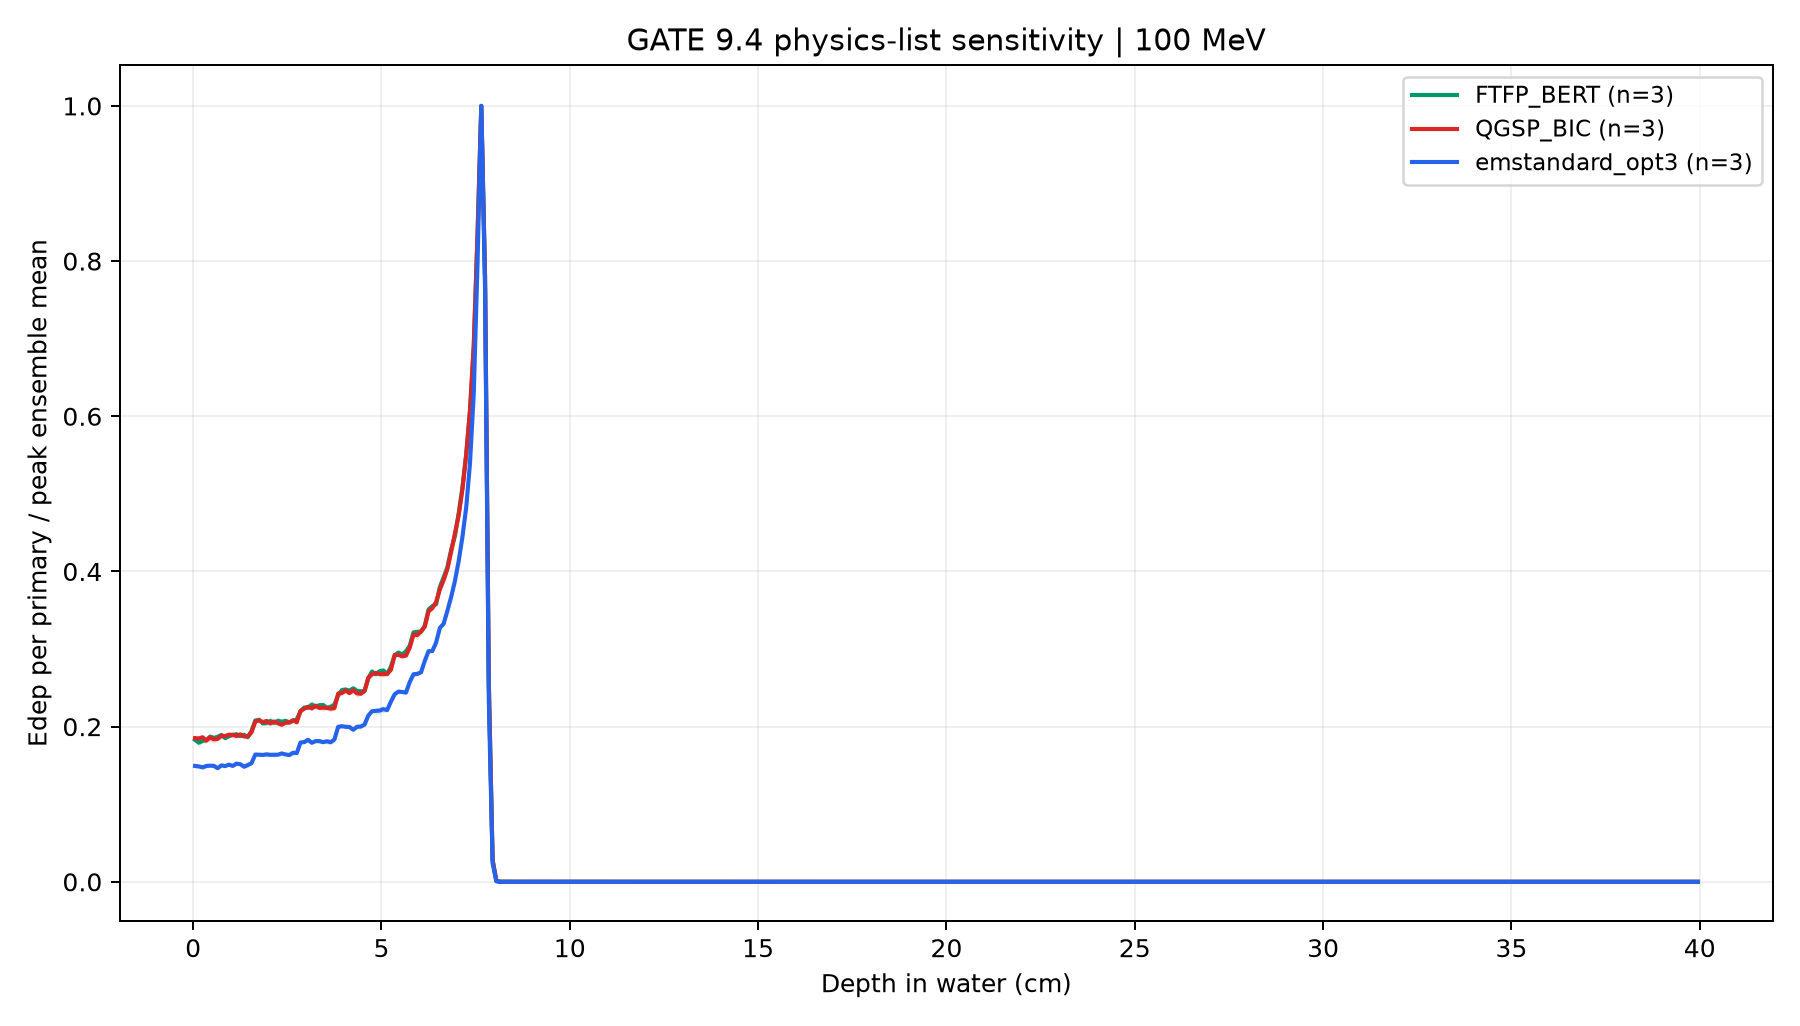 GATE 9.4 physics-list sensitivity | 100 MeV
FTFP_BERT (n=3)
QGSP_BIC (n=3)
emstandard_opt3 (n=3)
Edep per primary / peak ensemble mean
1.0
0.8
0.6
0.4
0.2
0.0
0 5 10 15 20 25 30 35 40
Depth in water (cm)